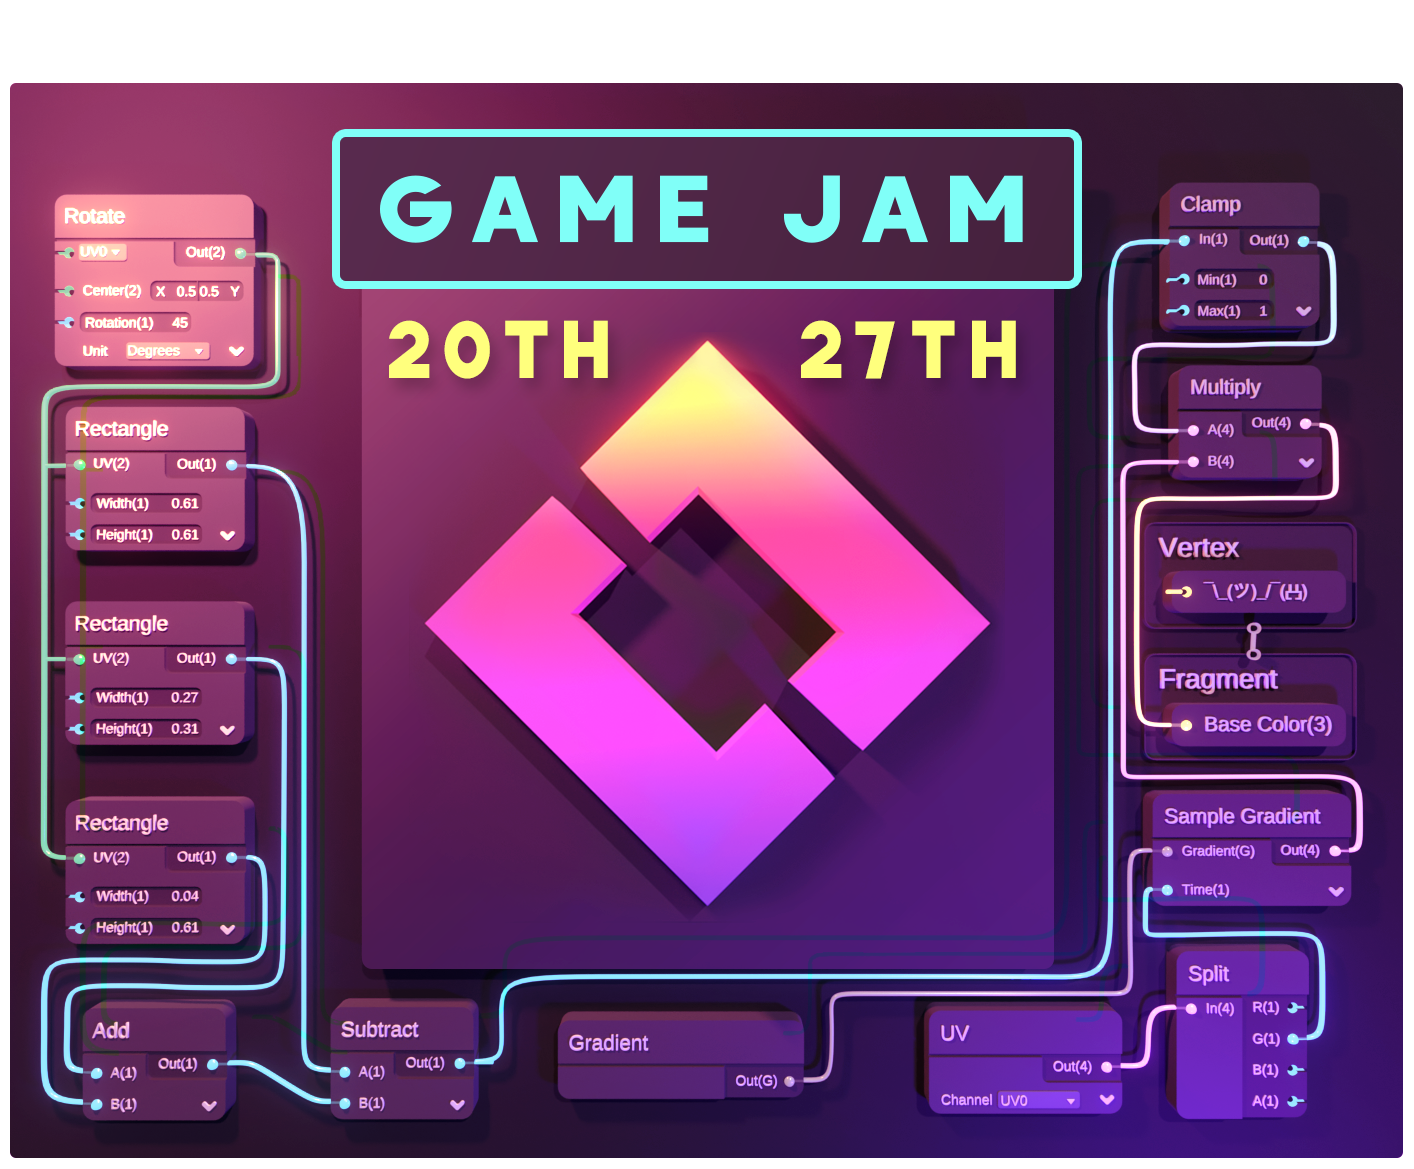 GAME JAM
20TH 27TH
Rotate
UV0 Out(2)
Center(2) X 0.5 0.5 Y
Rotation(1) 45
Unit Degrees
Rectangle
UV(2) Out(1)
Width(1) 0.61
Height(1) 0.61
Rectangle
UV(2) Out(1)
Width(1) 0.27
Height(1) 0.31
Rectangle
UV(2) Out(1)
Width(1) 0.04
Height(1) 0.61
Add
Out(1)
A(1)
B(1)
Subtract
Out(1)
A(1)
B(1)
Gradient
Out(G)
UV
Out(4)
Channel UV0
Clamp
In(1) Out(1)
Min(1) 0
Max(1) 1
Multiply
A(4) Out(4)
B(4)
Vertex
¯\_(ツ)_/¯(凸)
Fragment
Base Color(3)
Sample Gradient
Gradient(G) Out(4)
Time(1)
Split
In(4) R(1)
G(1)
B(1)
A(1)